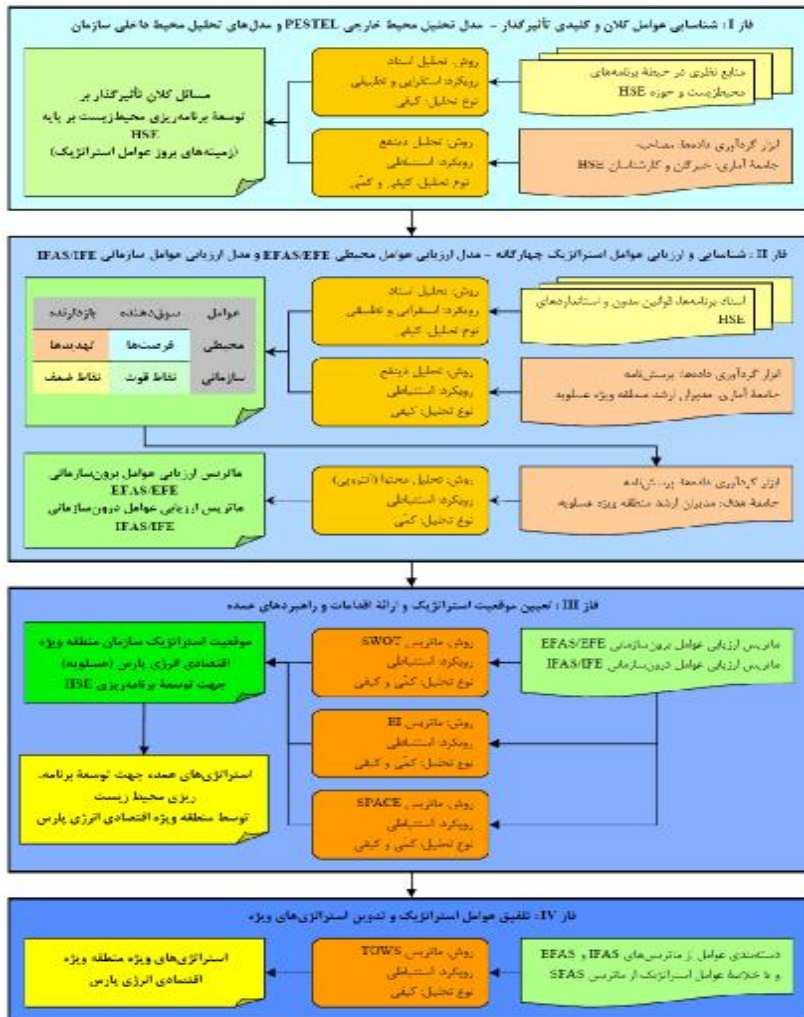 فاز I : شناسایی عوامل کلان و کلیدی تأثیرگذار – مدل تحلیل محیط خارجی PESTEL و مدل‌های تحلیل محیط داخلی سازمان
منابع نظری در حیطهٔ برنامه‌های
محیط‌زیست و حوزه HSE
روش: تحلیل اسناد
رویکرد: استقرایی و تطبیقی
نوع تحلیل: کیفی
مسائل کلان تأثیرگذار بر
توسعهٔ برنامه‌ریزی محیط‌زیست بر پایه
HSE
(زمینه‌های بروز عوامل استراتژیک)
ابزار گردآوری داده‌ها: مصاحبه
جامعهٔ آماری: خبرگان و کارشناسان HSE
روش: تحلیل ذینفع
رویکرد: استنباطی
نوع تحلیل: کیفی و کمّی
فاز II : شناسایی و ارزیابی عوامل استراتژیک چهارگانه – مدل ارزیابی عوامل محیطی EFAS/EFE و مدل ارزیابی عوامل سازمانی IFAS/IFE
اسناد برنامه‌ها، قوانین مدون و استانداردهای
HSE
روش: تحلیل اسناد
رویکرد: استقرایی و تطبیقی
نوع تحلیل: کیفی
عوامل سوق‌دهنده بازدارنده
محیطی فرصت‌ها تهدیدها
سازمانی نقاط قوت نقاط ضعف
ابزار گردآوری داده‌ها: پرسش‌نامه
جامعهٔ آماری: مدیران ارشد منطقه ویژه عسلویه
روش: تحلیل ذینفع
رویکرد: استنباطی
نوع تحلیل: کیفی
ابزار گردآوری داده‌ها: پرسش‌نامه
جامعهٔ هدف: مدیران ارشد منطقه ویژه عسلویه
روش: تحلیل محتوا (آنتروپی)
رویکرد: استنباطی
نوع تحلیل: کمّی
ماتریس ارزیابی عوامل برون‌سازمانی
EFAS/EFE
ماتریس ارزیابی عوامل درون‌سازمانی
IFAS/IFE
فاز III : تعیین موقعیت استراتژیک و ارائهٔ اقدامات و راهبردهای عمده
ماتریس ارزیابی عوامل برون‌سازمانی EFAS/EFE
ماتریس ارزیابی عوامل درون‌سازمانی IFAS/IFE
روش: ماتریس SWOT
رویکرد: استنباطی
نوع تحلیل: کمّی و کیفی
موقعیت استراتژیک سازمان منطقه ویژه
اقتصادی انرژی پارس (عسلویه)
جهت توسعهٔ برنامه‌ریزی HSE
روش: ماتریس EI
رویکرد: استنباطی
نوع تحلیل: کمّی و کیفی
استراتژی‌های عمده جهت توسعهٔ برنامه‌-
ریزی محیط زیست
توسط منطقه ویژه اقتصادی انرژی پارس
روش: ماتریس SPACE
رویکرد: استنباطی
نوع تحلیل: کمّی و کیفی
فاز IV : تلفیق عوامل استراتژیک و تدوین استراتژی‌های ویژه
دسته‌بندی عوامل از ماتریس‌های IFAS و EFAS
و یا خلاصهٔ عوامل استراتژیک از ماتریس SFAS
روش: ماتریس TOWS
رویکرد: استنباطی
نوع تحلیل: کیفی
استراتژی‌های ویژه منطقه ویژه
اقتصادی انرژی پارس